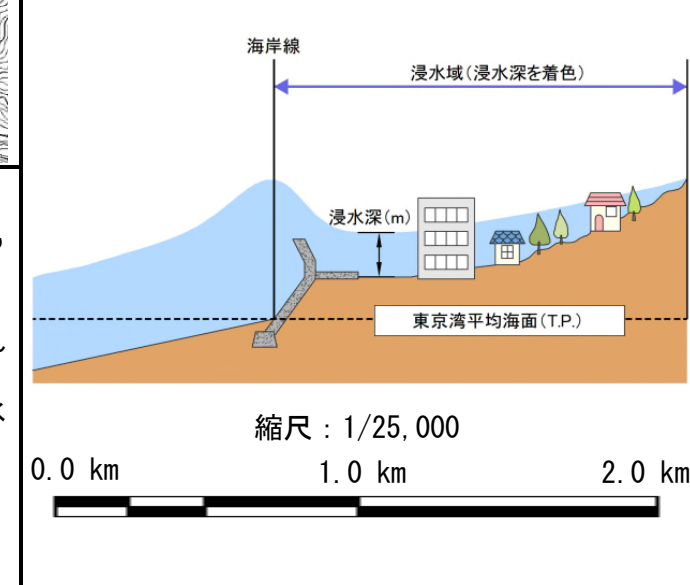 海岸線
浸水域(浸水深を着色)
浸水深(m)
東京湾平均海面(T.P.)
縮尺：1/25,000
0.0 km 1.0 km 2.0 km